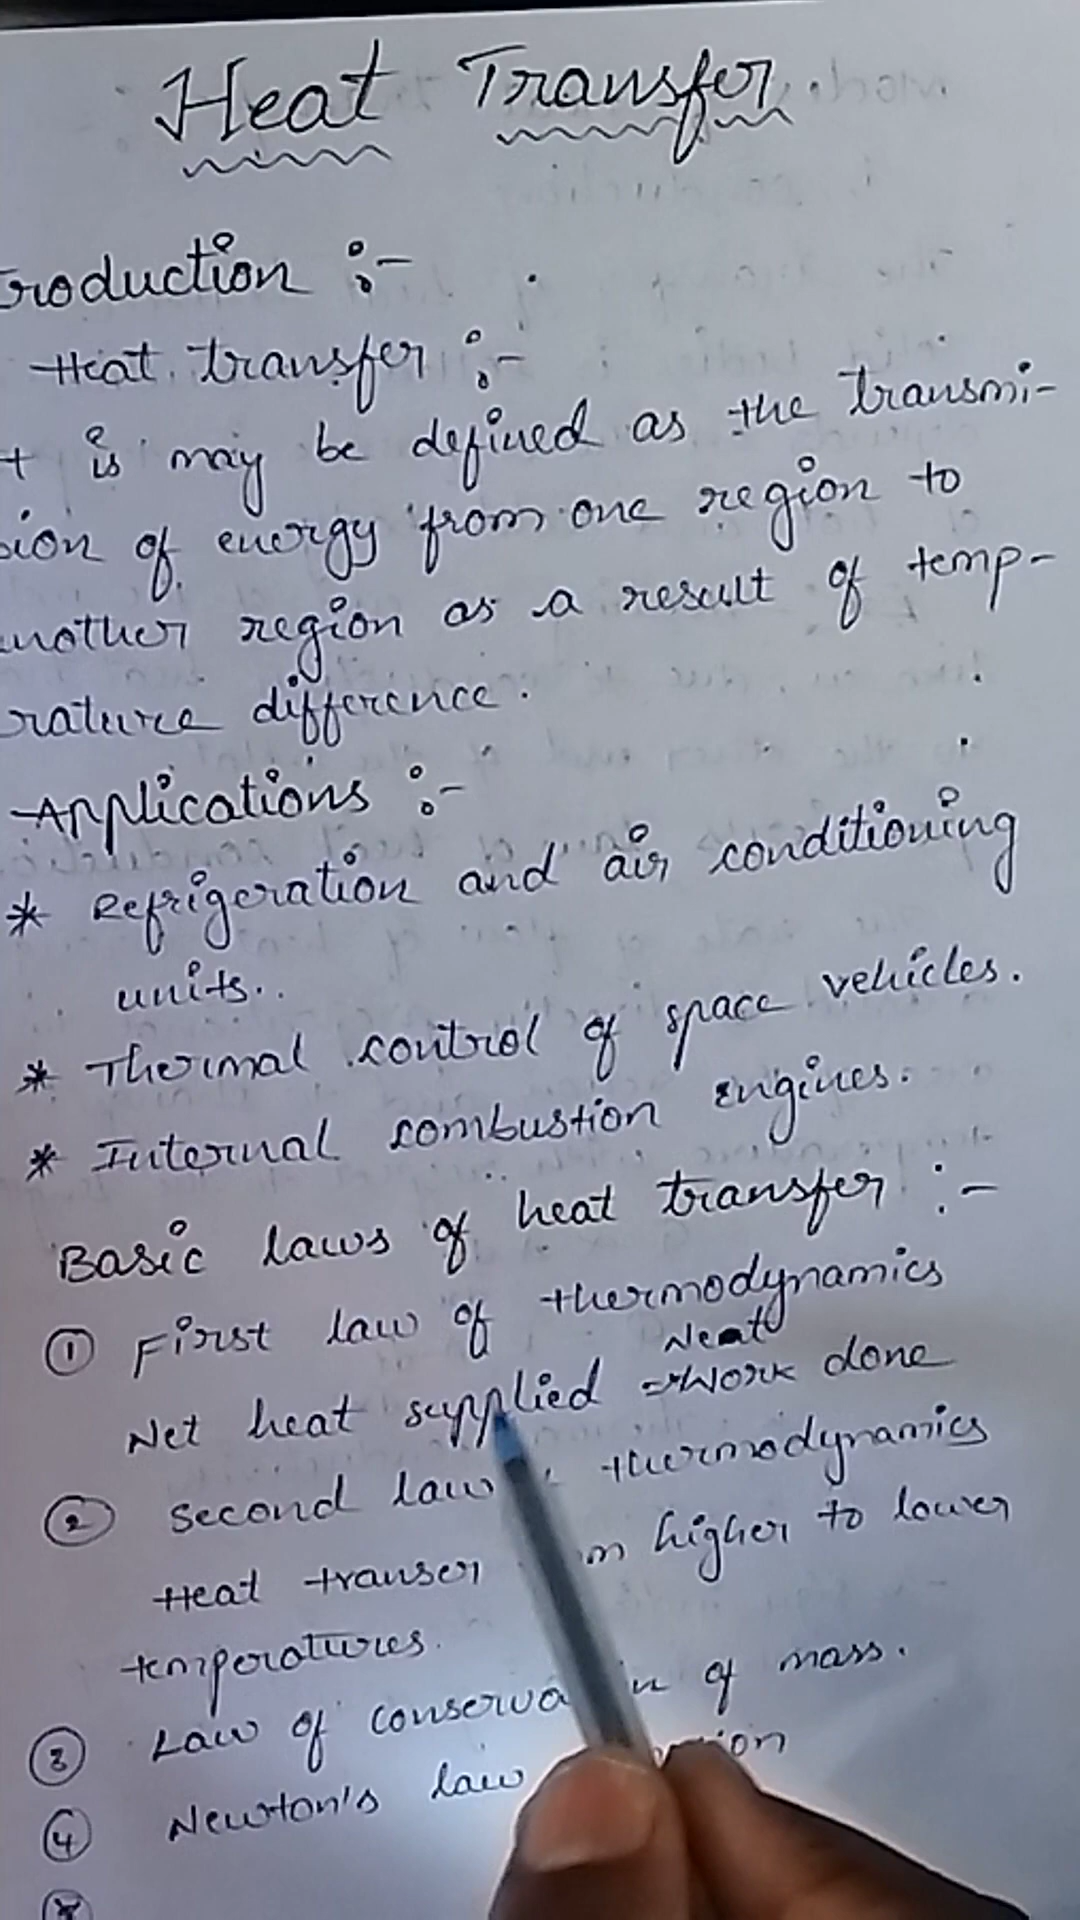 Heat Transfer
troduction :-
Heat transfer :-
t is may be defined as the transmi-
sion of energy from one region to
nother region as a result of temp-
rature difference.
Applications :-
* Refrigeration and air conditioning
units.
* Thermal control of space vehicles.
* Internal combustion engines.
Basic laws of heat transfer :-
① First law of thermodynamics
Net heat supplied = Work done
② Second law thermodynamics
Heat transer m higher to lower
temperatures.
③ Law of conserva n of mass.
④ Newton's law ion